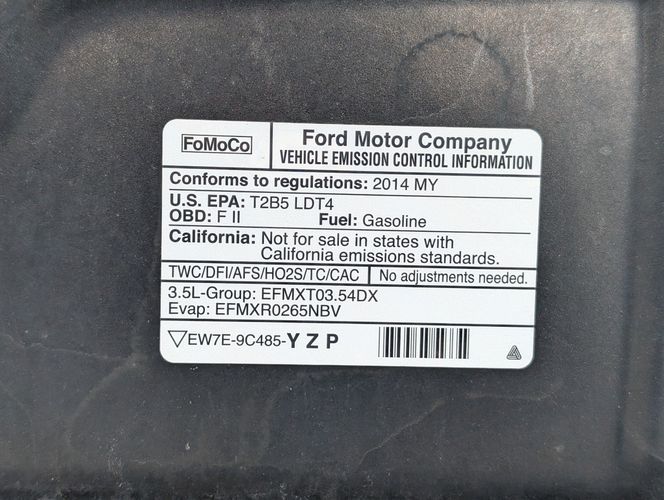 FoMoCo
Ford Motor Company
VEHICLE EMISSION CONTROL INFORMATION
Conforms to regulations: 2014 MY
U.S. EPA: T2B5 LDT4
OBD: F II Fuel: Gasoline
California: Not for sale in states with
California emissions standards.
TWC/DFI/AFS/HO2S/TC/CAC No adjustments needed.
3.5L-Group: EFMXT03.54DX
Evap: EFMXR0265NBV
EW7E-9C485-Y Z P